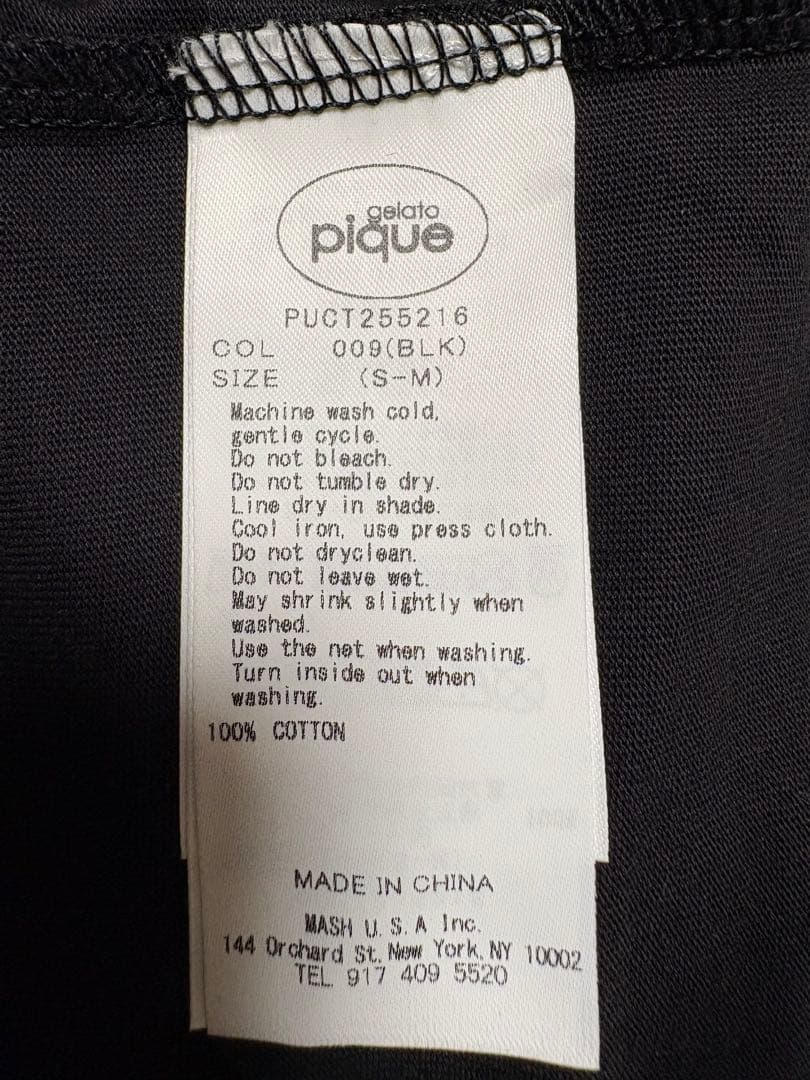 gelato
pique
PUCT255216
COL 009(BLK)
SIZE (S-M)
Machine wash cold,
gentle cycle.
Do not bleach.
Do not tumble dry.
Line dry in shade.
Cool iron, use press cloth.
Do not dryclean.
Do not leave wet.
May shrink slightly when
washed.
Use the net when washing.
Turn inside out when
washing.
100% COTTON
MADE IN CHINA
MASH U.S.A Inc.
144 Orchard St. New York, NY 10002
TEL 917 409 5520